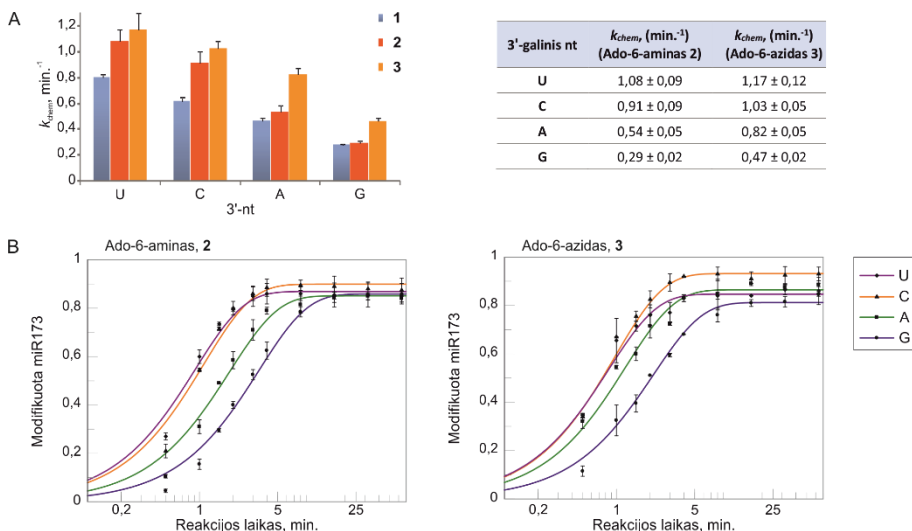 A
k_chem, min.⁻¹
1,2
1
0,8
0,6
0,4
0,2
0
U
C
A
G
3'-nt
1
2
3
3'-galinis nt
k_chem, (min.⁻¹)
(Ado-6-aminas 2)
k_chem, (min.⁻¹)
(Ado-6-azidas 3)
U
1,08 ± 0,09
1,17 ± 0,12
C
0,91 ± 0,09
1,03 ± 0,05
A
0,54 ± 0,05
0,82 ± 0,05
G
0,29 ± 0,02
0,47 ± 0,02
B
Ado-6-aminas, 2
Modifikuota miR173
1
0,8
0,6
0,4
0,2
0
0,2
1
5
25
Reakcijos laikas, min.
Ado-6-azidas, 3
Modifikuota miR173
1
0,8
0,6
0,4
0,2
0
0,2
1
5
25
Reakcijos laikas, min.
U
C
A
G